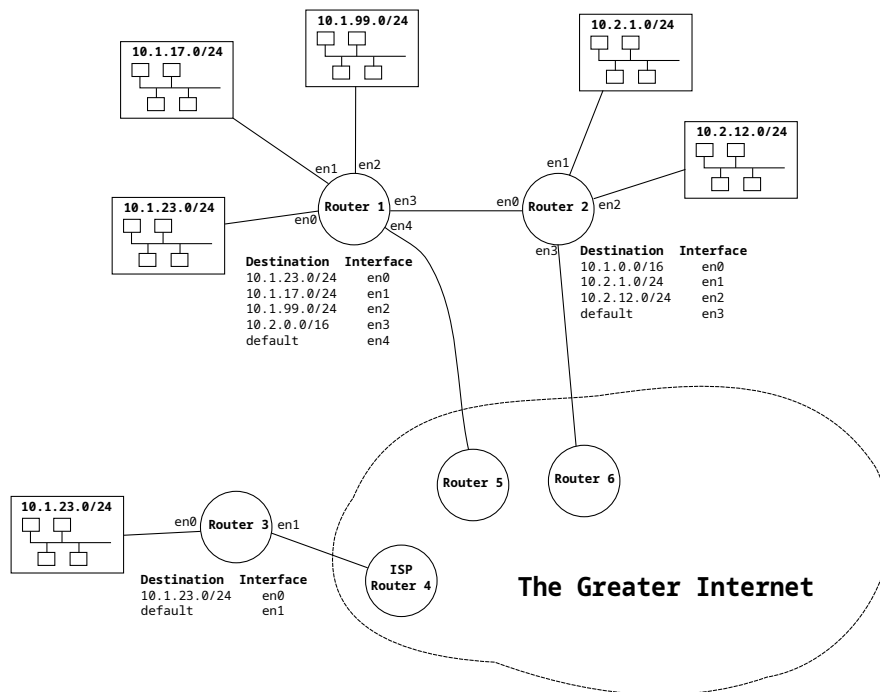 10.1.99.0/24
10.2.1.0/24
10.1.17.0/24
10.2.12.0/24
en1
en2
en1
10.1.23.0/24
en0
Router 1
en3
en4
en0
Router 2
en2
en3
Destination Interface
10.1.23.0/24 en0
10.1.17.0/24 en1
10.1.99.0/24 en2
10.2.0.0/16 en3
default en4
Destination Interface
10.1.0.0/16 en0
10.2.1.0/24 en1
10.2.12.0/24 en2
default en3
Router 5
Router 6
10.1.23.0/24
en0
Router 3
en1
Destination Interface
10.1.23.0/24 en0
default en1
ISP
Router 4
The Greater Internet